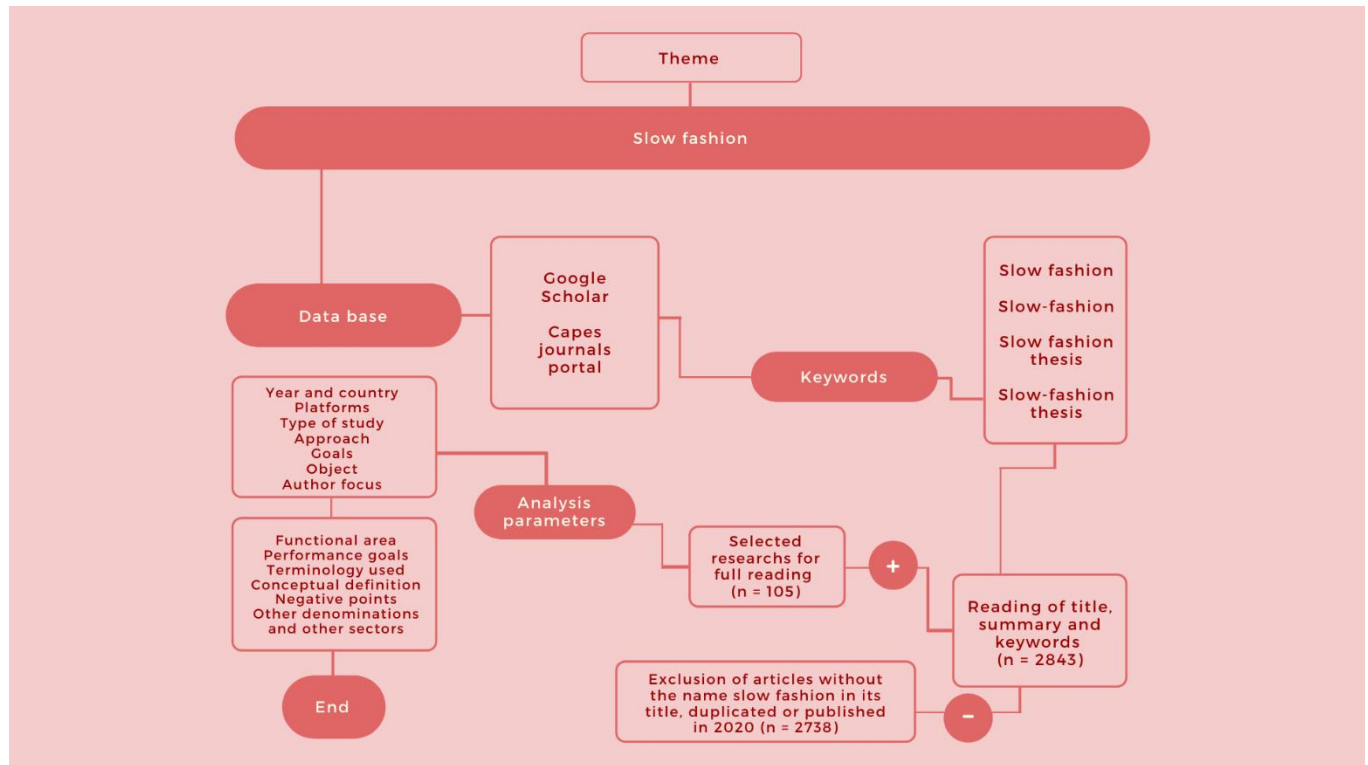 Theme
Slow fashion
Data base
Google
Scholar
Capes
journals
portal
Keywords
Slow fashion
Slow-fashion
Slow fashion
thesis
Slow-fashion
thesis
Reading of title,
summary and
keywords
(n = 2843)
−
Exclusion of articles without
the name slow fashion in its
title, duplicated or published
in 2020 (n = 2738)
+
Selected
researchs for
full reading
(n = 105)
Analysis
parameters
Year and country
Platforms
Type of study
Approach
Goals
Object
Author focus
Functional area
Performance goals
Terminology used
Conceptual definition
Negative points
Other denominations
and other sectors
End